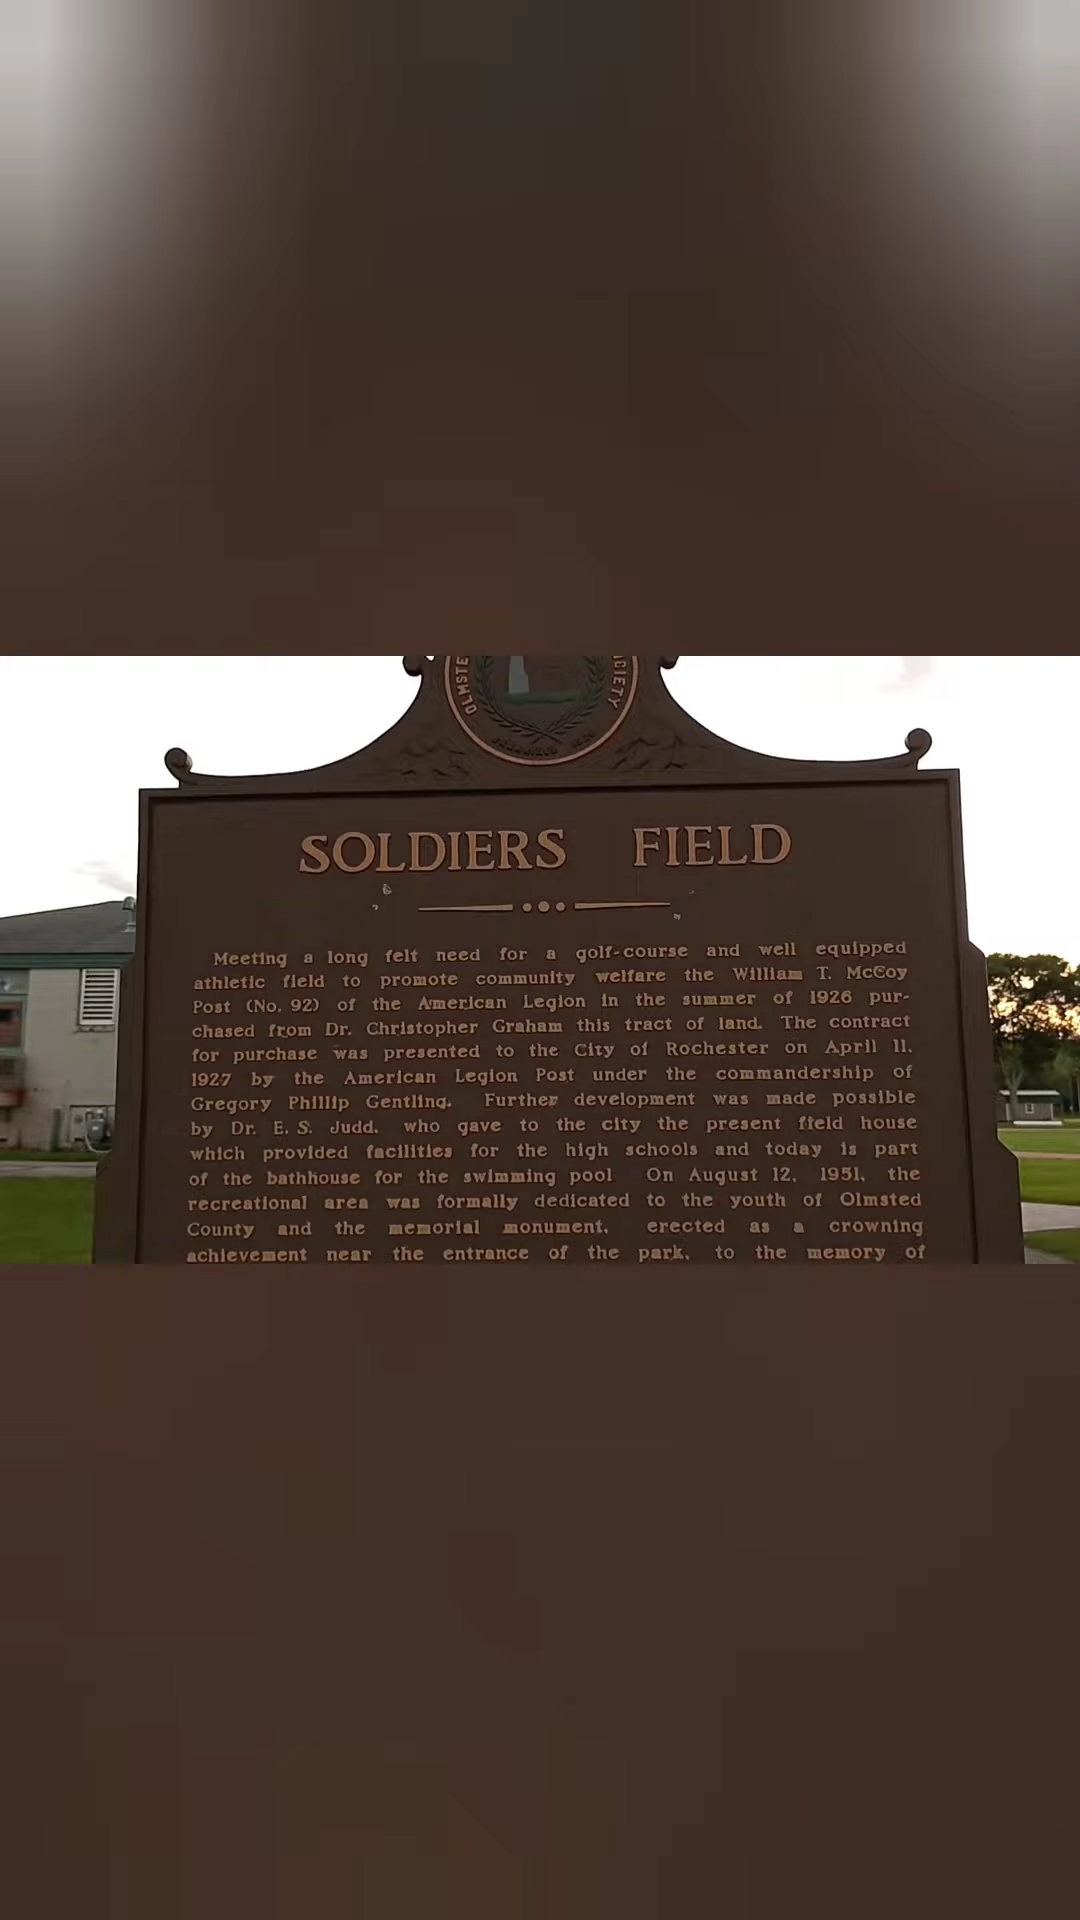 OLMSTE
OCIETY
SOLDIERS FIELD
Meeting a long felt need for a golf-course and well equipped
athletic field to promote community welfare the William T. McCoy
Post (No. 92) of the American Legion in the summer of 1926 pur-
chased from Dr. Christopher Graham this tract of land. The contract
for purchase was presented to the City of Rochester on April 11,
1927 by the American Legion Post under the commandership of
Gregory Phillip Gentling. Further development was made possible
by Dr. E. S. Judd, who gave to the city the present field house
which provided facilities for the high schools and today is part
of the bathhouse for the swimming pool On August 12, 1951, the
recreational area was formally dedicated to the youth of Olmsted
County and the memorial monument, erected as a crowning
achievement near the entrance of the park, to the memory of